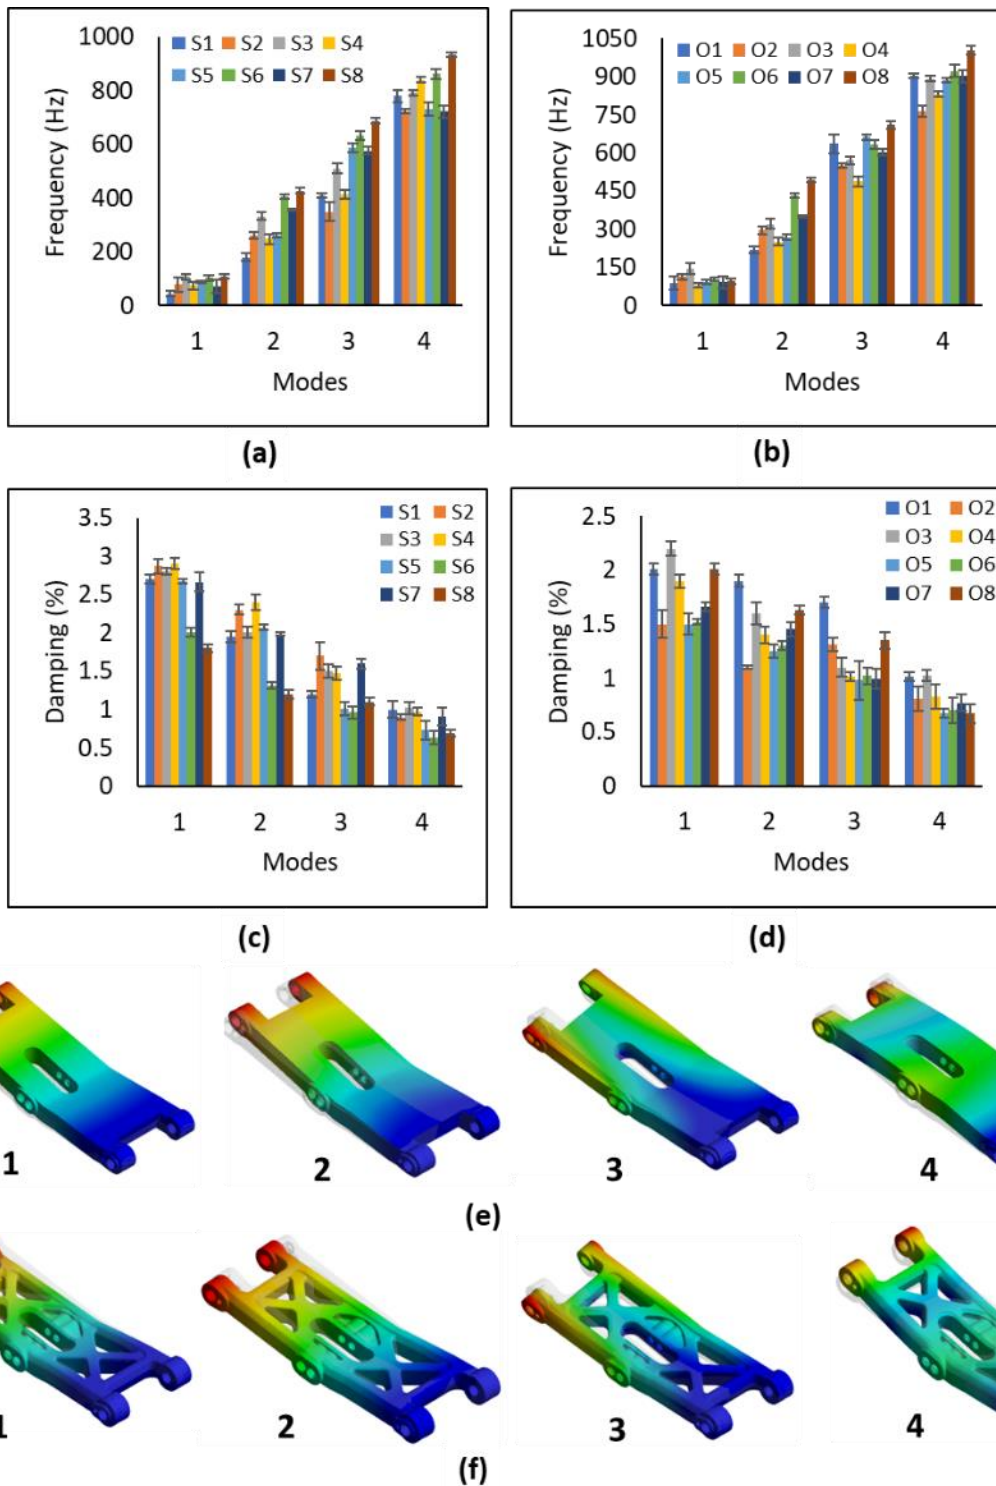 1000
800
600
400
200
0
Frequency (Hz)
S1 S2 S3 S4
S5 S6 S7 S8
1 2 3 4
Modes
(a)
1050
900
750
600
450
300
150
0
Frequency (Hz)
O1 O2 O3 O4
O5 O6 O7 O8
1 2 3 4
Modes
(b)
3.5
3
2.5
2
1.5
1
0.5
0
Damping (%)
S1 S2
S3 S4
S5 S6
S7 S8
1 2 3 4
Modes
(c)
2.5
2
1.5
1
0.5
0
Damping (%)
O1 O2
O3 O4
O5 O6
O7 O8
1 2 3 4
Modes
(d)
1 2 3 4
(e)
1 2 3 4
(f)